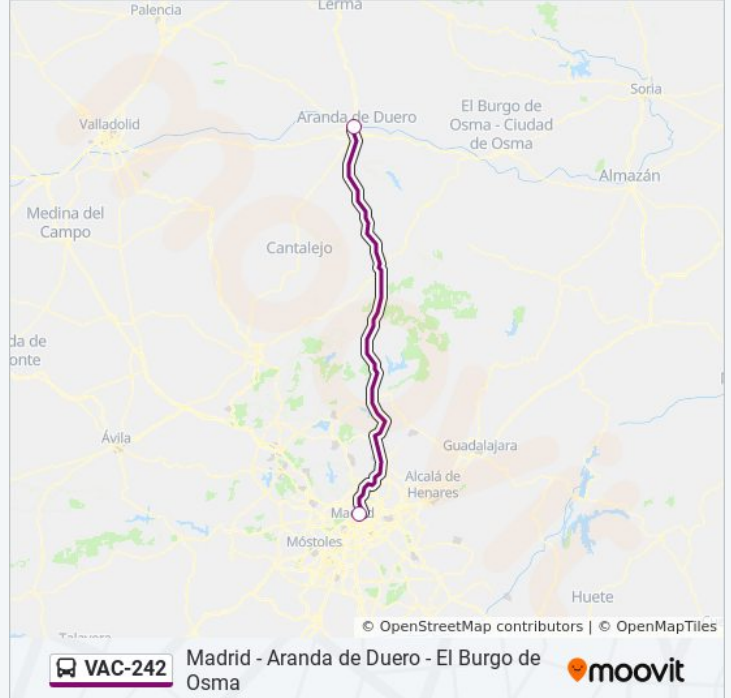 Palencia
Lerma
Soria
Aranda de Duero
El Burgo de
Osma - Ciudad
de Osma
Valladolid
Almazán
Medina del
Campo
Cantalejo
da de
onte
Ávila
Guadalajara
Alcalá de
Henares
Madrid
Móstoles
Huete
Talavera
© OpenStreetMap contributors | © OpenMapTiles
VAC-242
Madrid - Aranda de Duero - El Burgo de
Osma
moovit
moovit